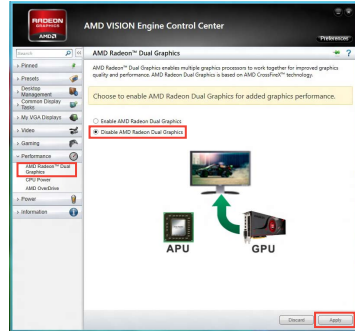 RADEON
GRAPHICS
AMD
AMD VISION Engine Control Center
Preferences
Search
AMD Radeon™ Dual Graphics
?
Pinned
Presets
Desktop
Management
Common Display
Tasks
My VGA Displays
Video
Gaming
Performance
AMD Radeon™ Dual
Graphics
CPU Power
AMD OverDrive
Power
Information
AMD Radeon™ Dual Graphics enables multiple graphics processors to work together for improved graphics
quality and performance. AMD Radeon Dual Graphics is based on AMD CrossFireX™ technology.
Choose to enable AMD Radeon Dual Graphics for added graphics performance.
Enable AMD Radeon Dual Graphics
Disable AMD Radeon Dual Graphics
APU
GPU
Discard
Apply